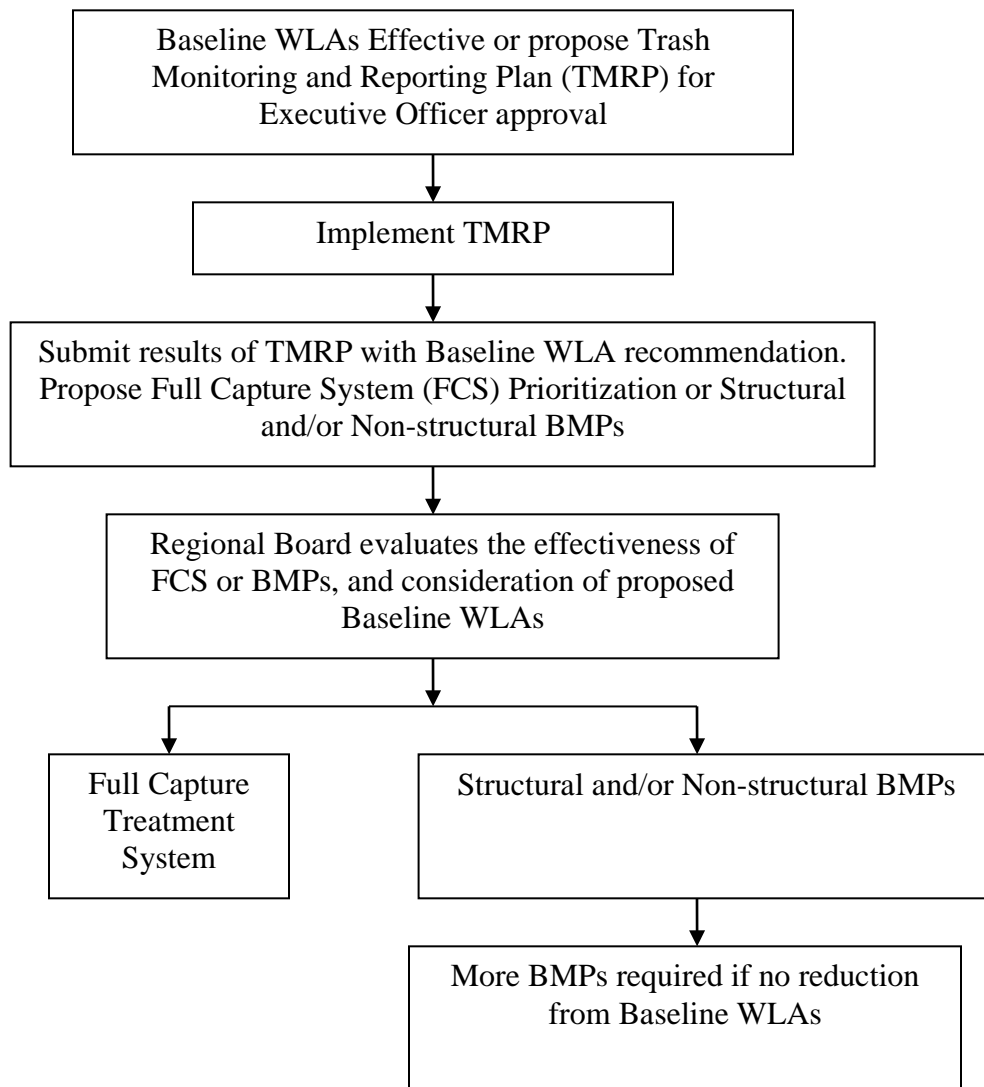 Baseline WLAs Effective or propose Trash
Monitoring and Reporting Plan (TMRP) for
Executive Officer approval
Implement TMRP
Submit results of TMRP with Baseline WLA recommendation.
Propose Full Capture System (FCS) Prioritization or Structural
and/or Non-structural BMPs
Regional Board evaluates the effectiveness of
FCS or BMPs, and consideration of proposed
Baseline WLAs
Full Capture
Treatment
System
Structural and/or Non-structural BMPs
More BMPs required if no reduction
from Baseline WLAs